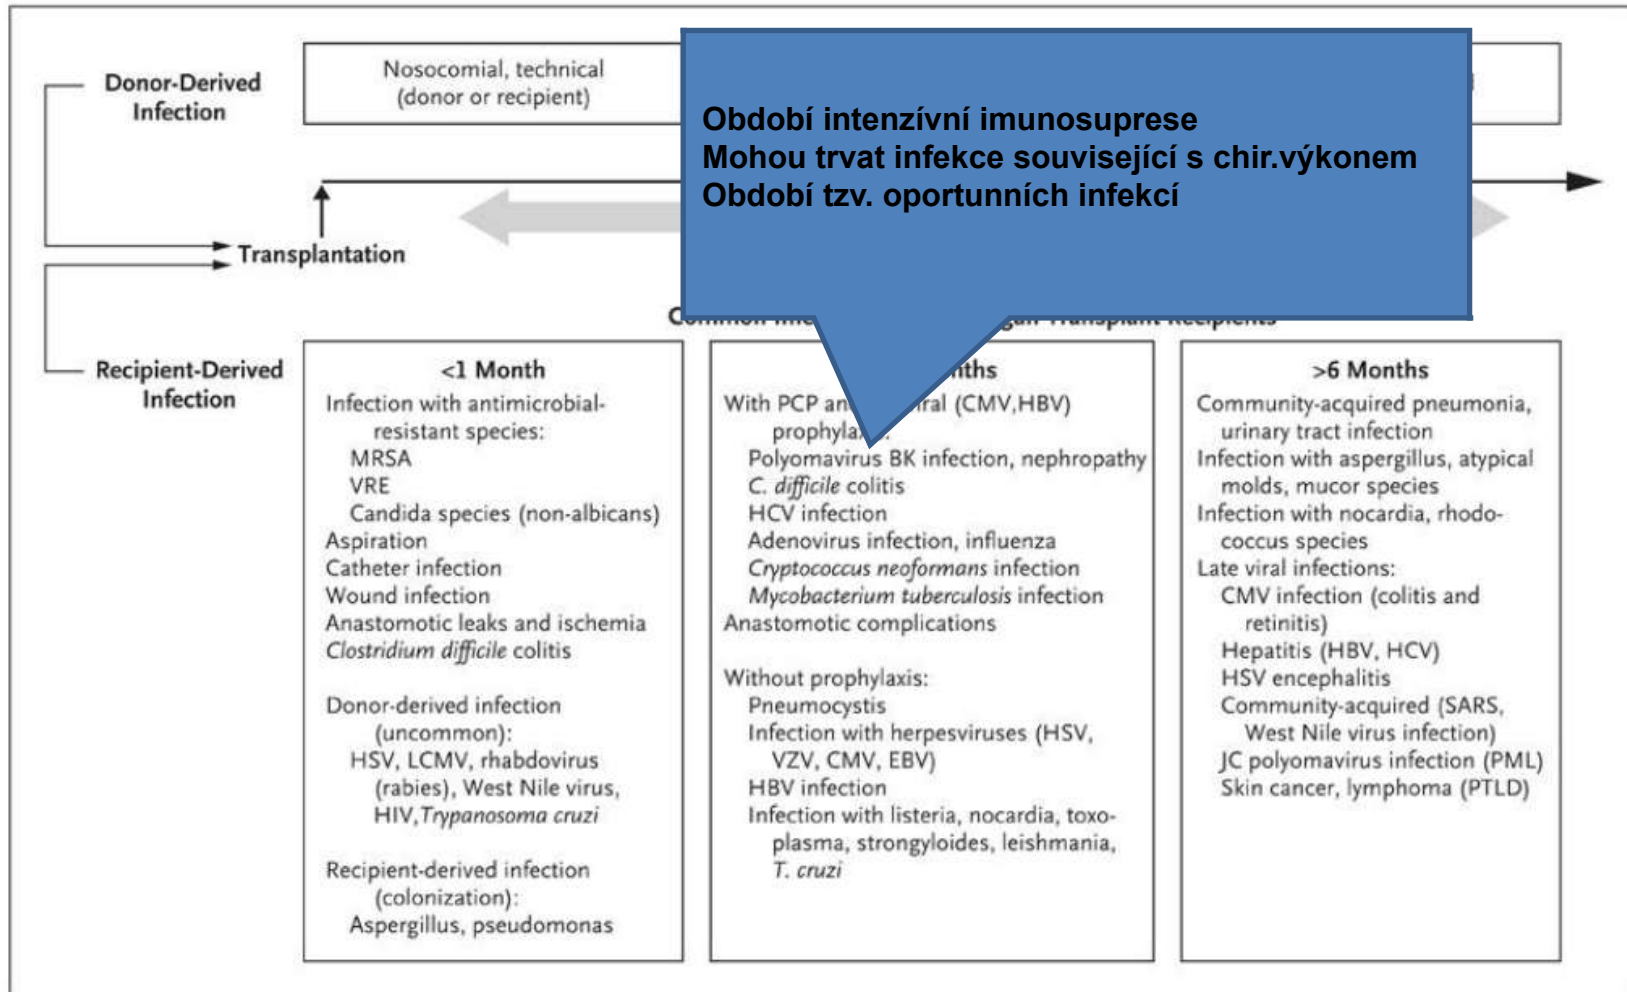 Donor-Derived
Infection
Nosocomial, technical
(donor or recipient)
Období intenzívní imunosuprese
Mohou trvat infekce související s chir.výkonem
Období tzv. oportunních infekcí
Transplantation
Transplant Recipients
Recipient-Derived
Infection
<1 Month
Infection with antimicrobial-
resistant species:
MRSA
VRE
Candida species (non-albicans)
Aspiration
Catheter infection
Wound infection
Anastomotic leaks and ischemia
Clostridium difficile colitis
Donor-derived infection
(uncommon):
HSV, LCMV, rhabdovirus
(rabies), West Nile virus,
HIV, Trypanosoma cruzi
Recipient-derived infection
(colonization):
Aspergillus, pseudomonas
With PCP (CMV,HBV)
Polyomavirus BK infection, nephropathy
C. difficile colitis
HCV infection
Adenovirus infection, influenza
Cryptococcus neoformans infection
Mycobacterium tuberculosis infection
Anastomotic complications
Without prophylaxis:
Pneumocystis
Infection with herpesviruses (HSV,
VZV, CMV, EBV)
HBV infection
Infection with listeria, nocardia, toxo-
plasma, strongyloides, leishmania,
T. cruzi
>6 Months
Community-acquired pneumonia,
urinary tract infection
Infection with aspergillus, atypical
molds, mucor species
Infection with nocardia, rhodo-
coccus species
Late viral infections:
CMV infection (colitis and
retinitis)
Hepatitis (HBV, HCV)
HSV encephalitis
Community-acquired (SARS,
West Nile virus infection)
JC polyomavirus infection (PML)
Skin cancer, lymphoma (PTLD)